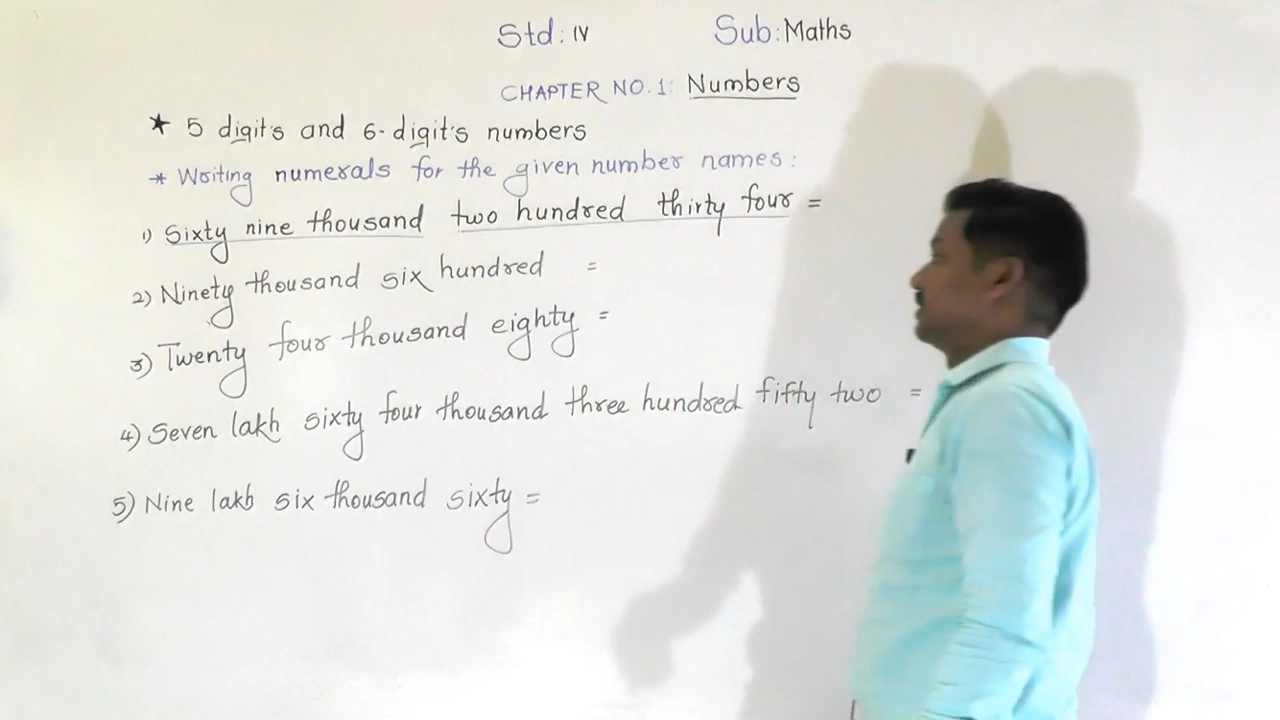 Std: IV Sub: Maths
CHAPTER NO. 1: Numbers
★ 5 digit's and 6-digit's numbers
* Writing numerals for the given number names:
1) Sixty nine thousand two hundred thirty four =
2) Ninety thousand six hundred =
3) Twenty four thousand eighty =
4) Seven lakh sixty four thousand three hundred fifty two =
5) Nine lakh six thousand sixty =